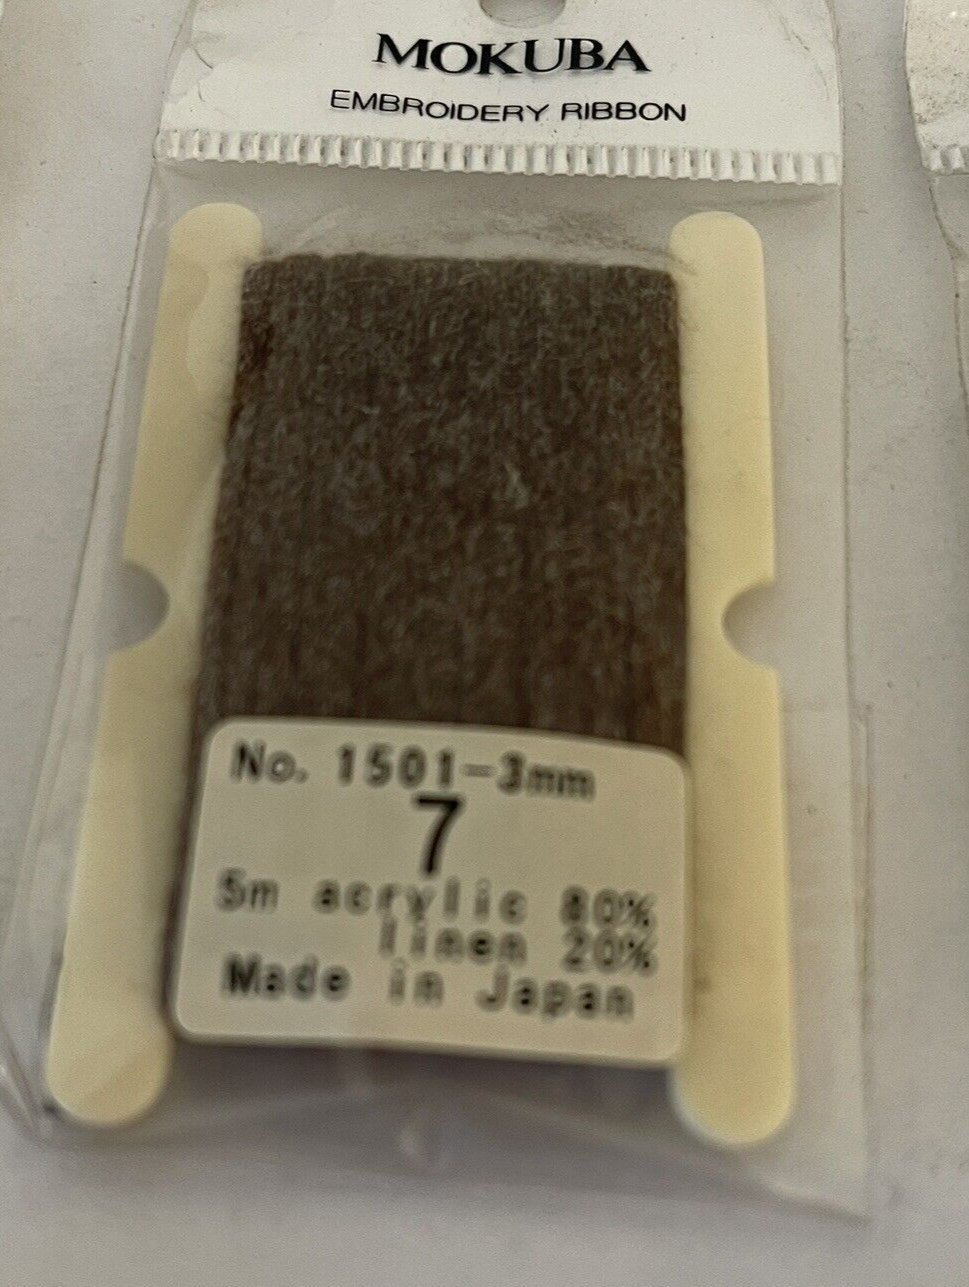 MOKUBA
EMBROIDERY RIBBON
No. 1501-3mm
7
5m acrylic 80%
linen 20%
Made in Japan